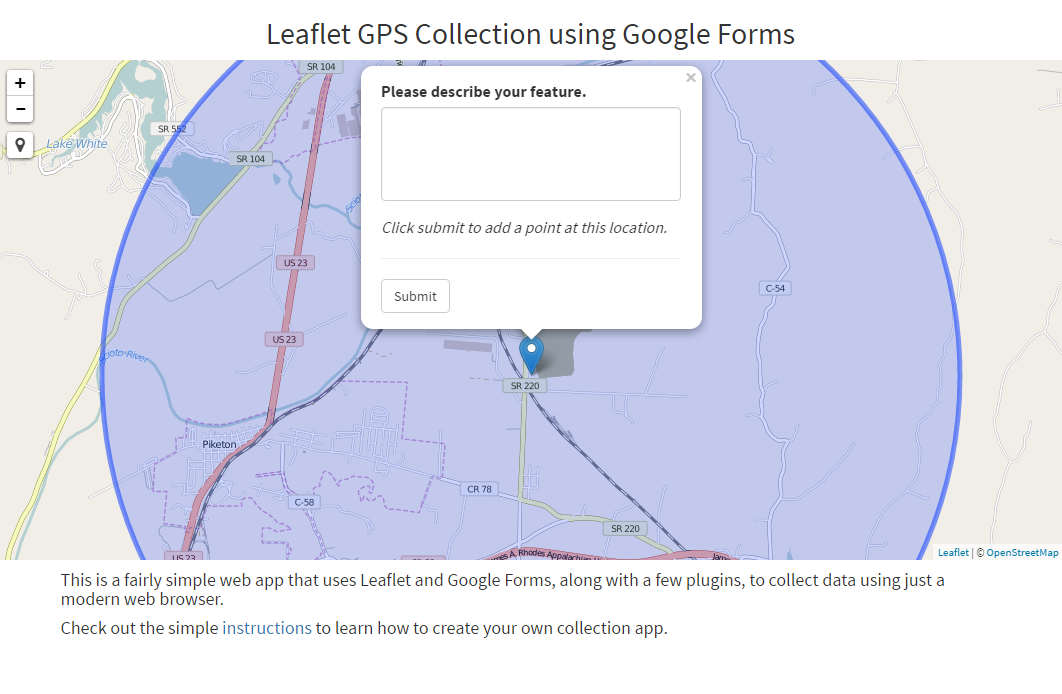 Leaflet GPS Collection using Google Forms
SR 104
×
+
Please describe your feature.
−
SR 552
Lake White
SR 104
Click submit to add a point at this location.
US 23
C-54
Submit
US 23
Scioto River
SR 220
Piketon
CR 78
C-58
SR 220
US 23
A. Rhodes Appalachian
Leaflet | © OpenStreetMap
This is a fairly simple web app that uses Leaflet and Google Forms, along with a few plugins, to collect data using just a
modern web browser.
Check out the simple instructions to learn how to create your own collection app.